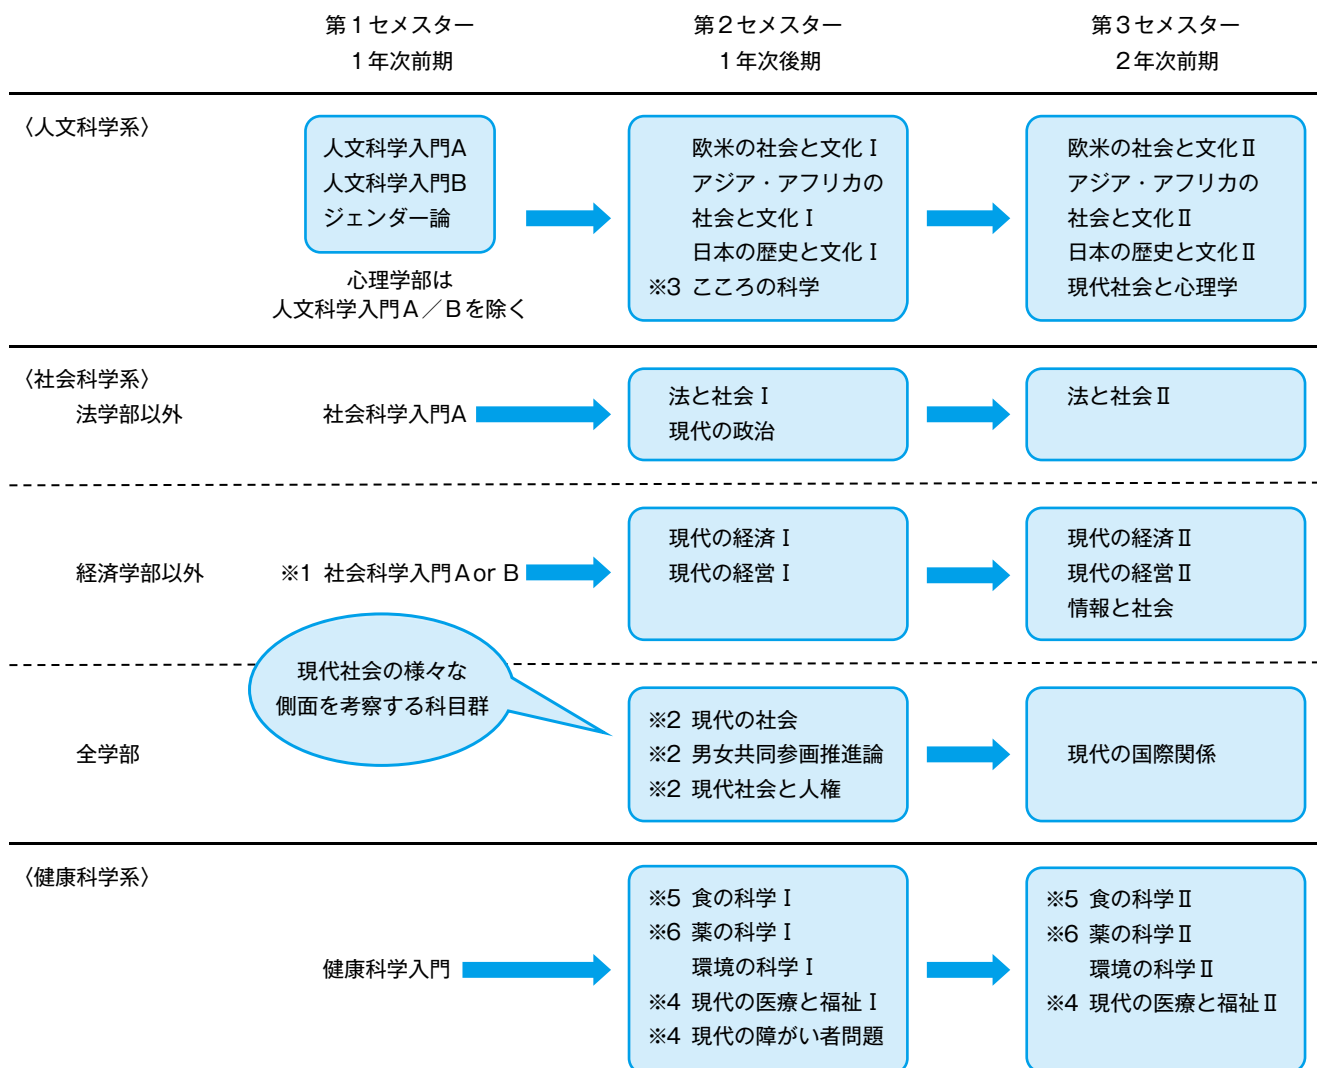 第1セメスター
1年次前期
第2セメスター
1年次後期
第3セメスター
2年次前期
〈人文科学系〉
人文科学入門A
人文科学入門B
ジェンダー論
心理学部は
人文科学入門A／Bを除く
欧米の社会と文化Ⅰ
アジア・アフリカの
社会と文化Ⅰ
日本の歴史と文化Ⅰ
※3 こころの科学
欧米の社会と文化Ⅱ
アジア・アフリカの
社会と文化Ⅱ
日本の歴史と文化Ⅱ
現代社会と心理学
〈社会科学系〉
法学部以外
社会科学入門A
法と社会Ⅰ
現代の政治
法と社会Ⅱ
経済学部以外
※1 社会科学入門A or B
現代の経済Ⅰ
現代の経営Ⅰ
現代の経済Ⅱ
現代の経営Ⅱ
情報と社会
現代社会の様々な
側面を考察する科目群
全学部
※2 現代の社会
※2 男女共同参画推進論
※2 現代社会と人権
現代の国際関係
〈健康科学系〉
健康科学入門
※5 食の科学Ⅰ
※6 薬の科学Ⅰ
環境の科学Ⅰ
※4 現代の医療と福祉Ⅰ
※4 現代の障がい者問題
※5 食の科学Ⅱ
※6 薬の科学Ⅱ
環境の科学Ⅱ
※4 現代の医療と福祉Ⅱ